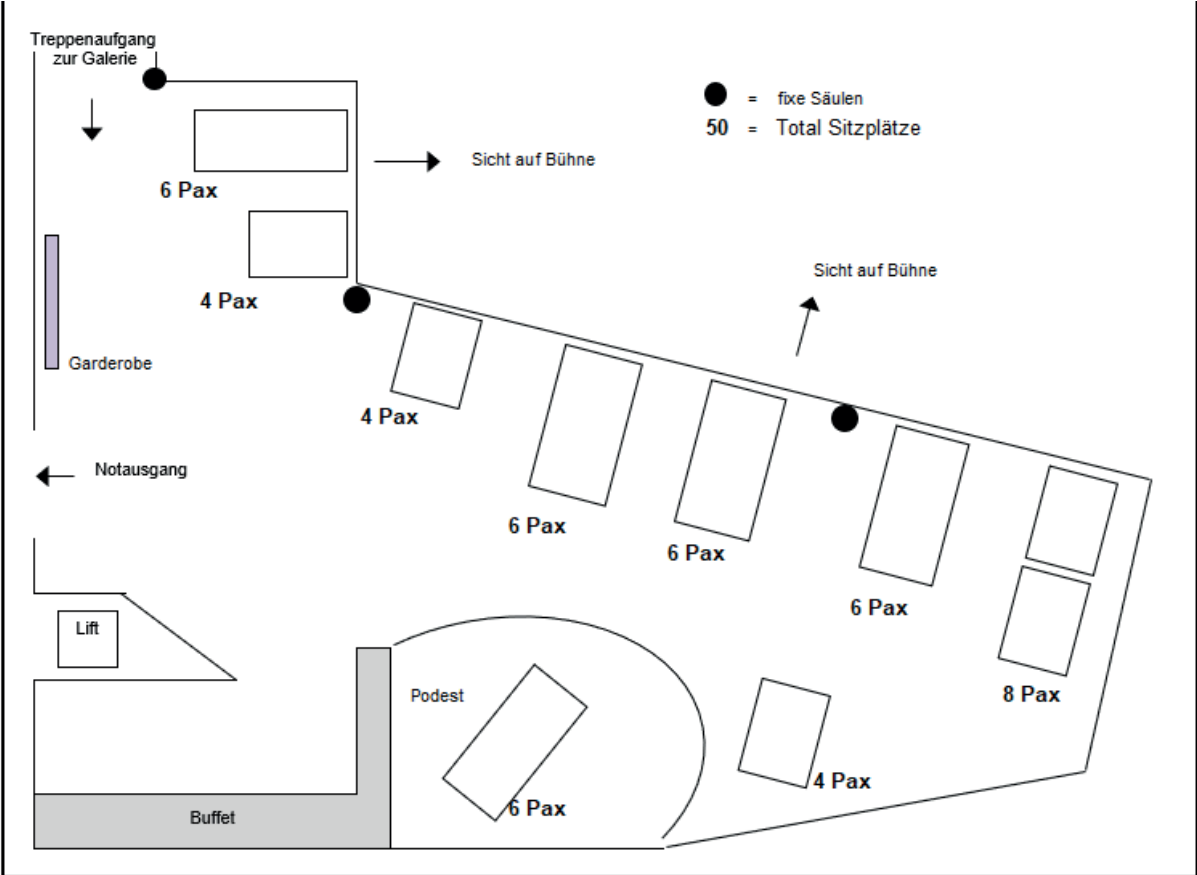 Treppenaufgang
zur Galerie
= fixe Säulen
50 = Total Sitzplätze
Sicht auf Bühne
6 Pax
Sicht auf Bühne
4 Pax
Garderobe
4 Pax
Notausgang
6 Pax
6 Pax
6 Pax
Lift
8 Pax
Podest
4 Pax
6 Pax
Buffet